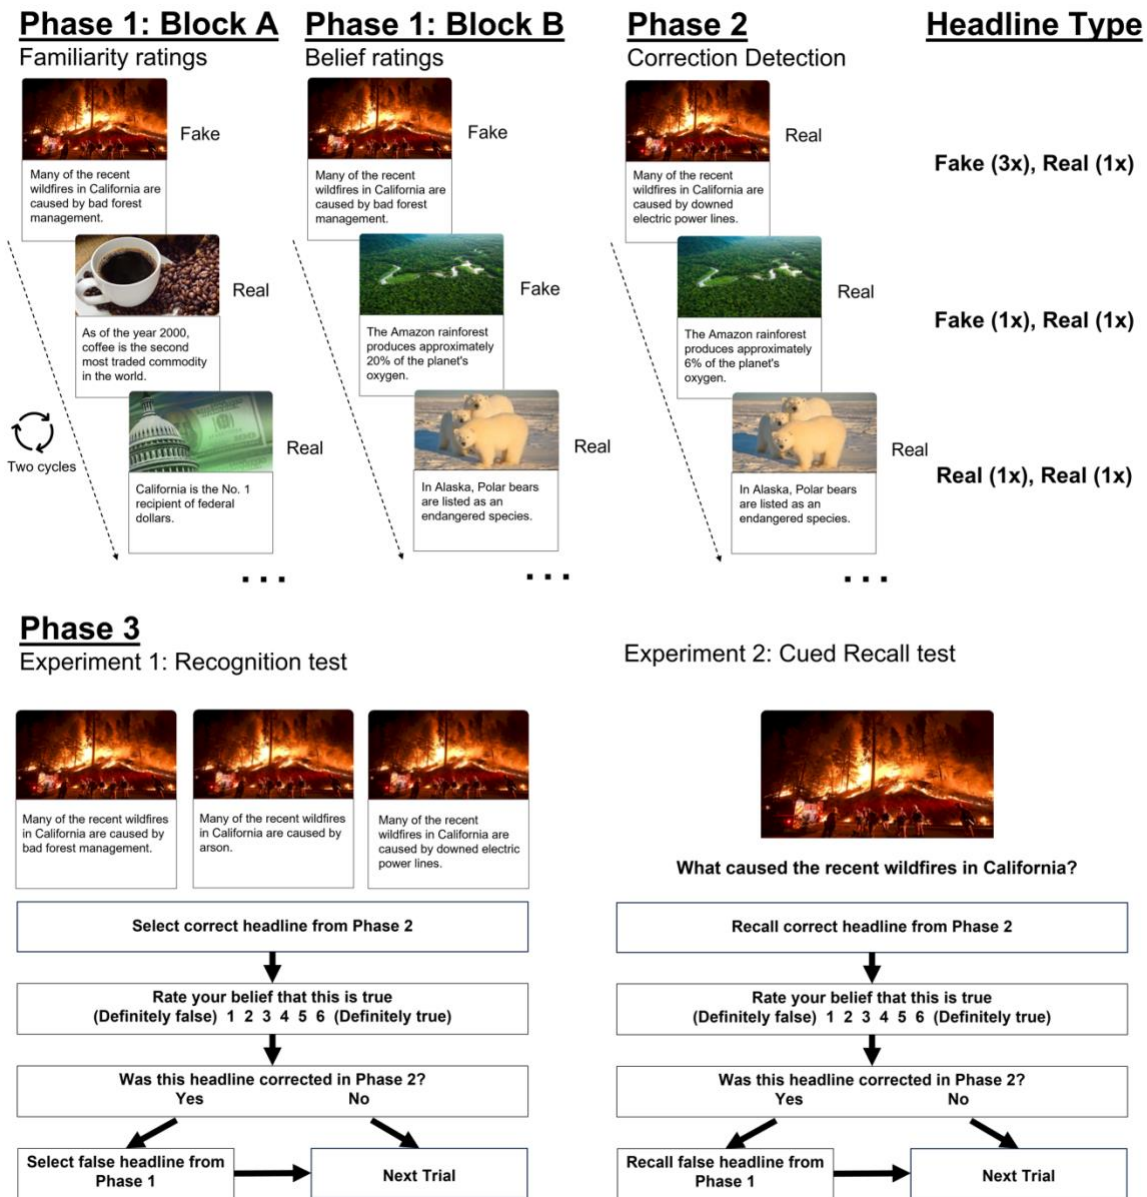 Phase 1: Block A
Familiarity ratings
Fake
Many of the recent
wildfires in California are
caused by bad forest
management.
Real
As of the year 2000,
coffee is the second
most traded commodity
in the world.
Two cycles
Real
California is the No. 1
recipient of federal
dollars.
. . .
Phase 1: Block B
Belief ratings
Fake
Many of the recent
wildfires in California are
caused by bad forest
management.
Fake
The Amazon rainforest
produces approximately
20% of the planet's
oxygen.
Real
In Alaska, Polar bears
are listed as an
endangered species.
. . .
Phase 2
Correction Detection
Real
Many of the recent
wildfires in California are
caused by downed
electric power lines.
Real
The Amazon rainforest
produces approximately
6% of the planet's
oxygen.
Real
In Alaska, Polar bears
are listed as an
endangered species.
. . .
Headline Type
Fake (3x), Real (1x)
Fake (1x), Real (1x)
Real (1x), Real (1x)
Phase 3
Experiment 1: Recognition test
Many of the recent wildfires
in California are caused by
bad forest management.
Many of the recent wildfires
in California are caused by
arson.
Many of the recent
wildfires in California are
caused by downed electric
power lines.
Select correct headline from Phase 2
Rate your belief that this is true
(Definitely false) 1 2 3 4 5 6 (Definitely true)
Was this headline corrected in Phase 2?
Yes No
Select false headline from
Phase 1
Next Trial
Experiment 2: Cued Recall test
What caused the recent wildfires in California?
Recall correct headline from Phase 2
Rate your belief that this is true
(Definitely false) 1 2 3 4 5 6 (Definitely true)
Was this headline corrected in Phase 2?
Yes No
Recall false headline from
Phase 1
Next Trial